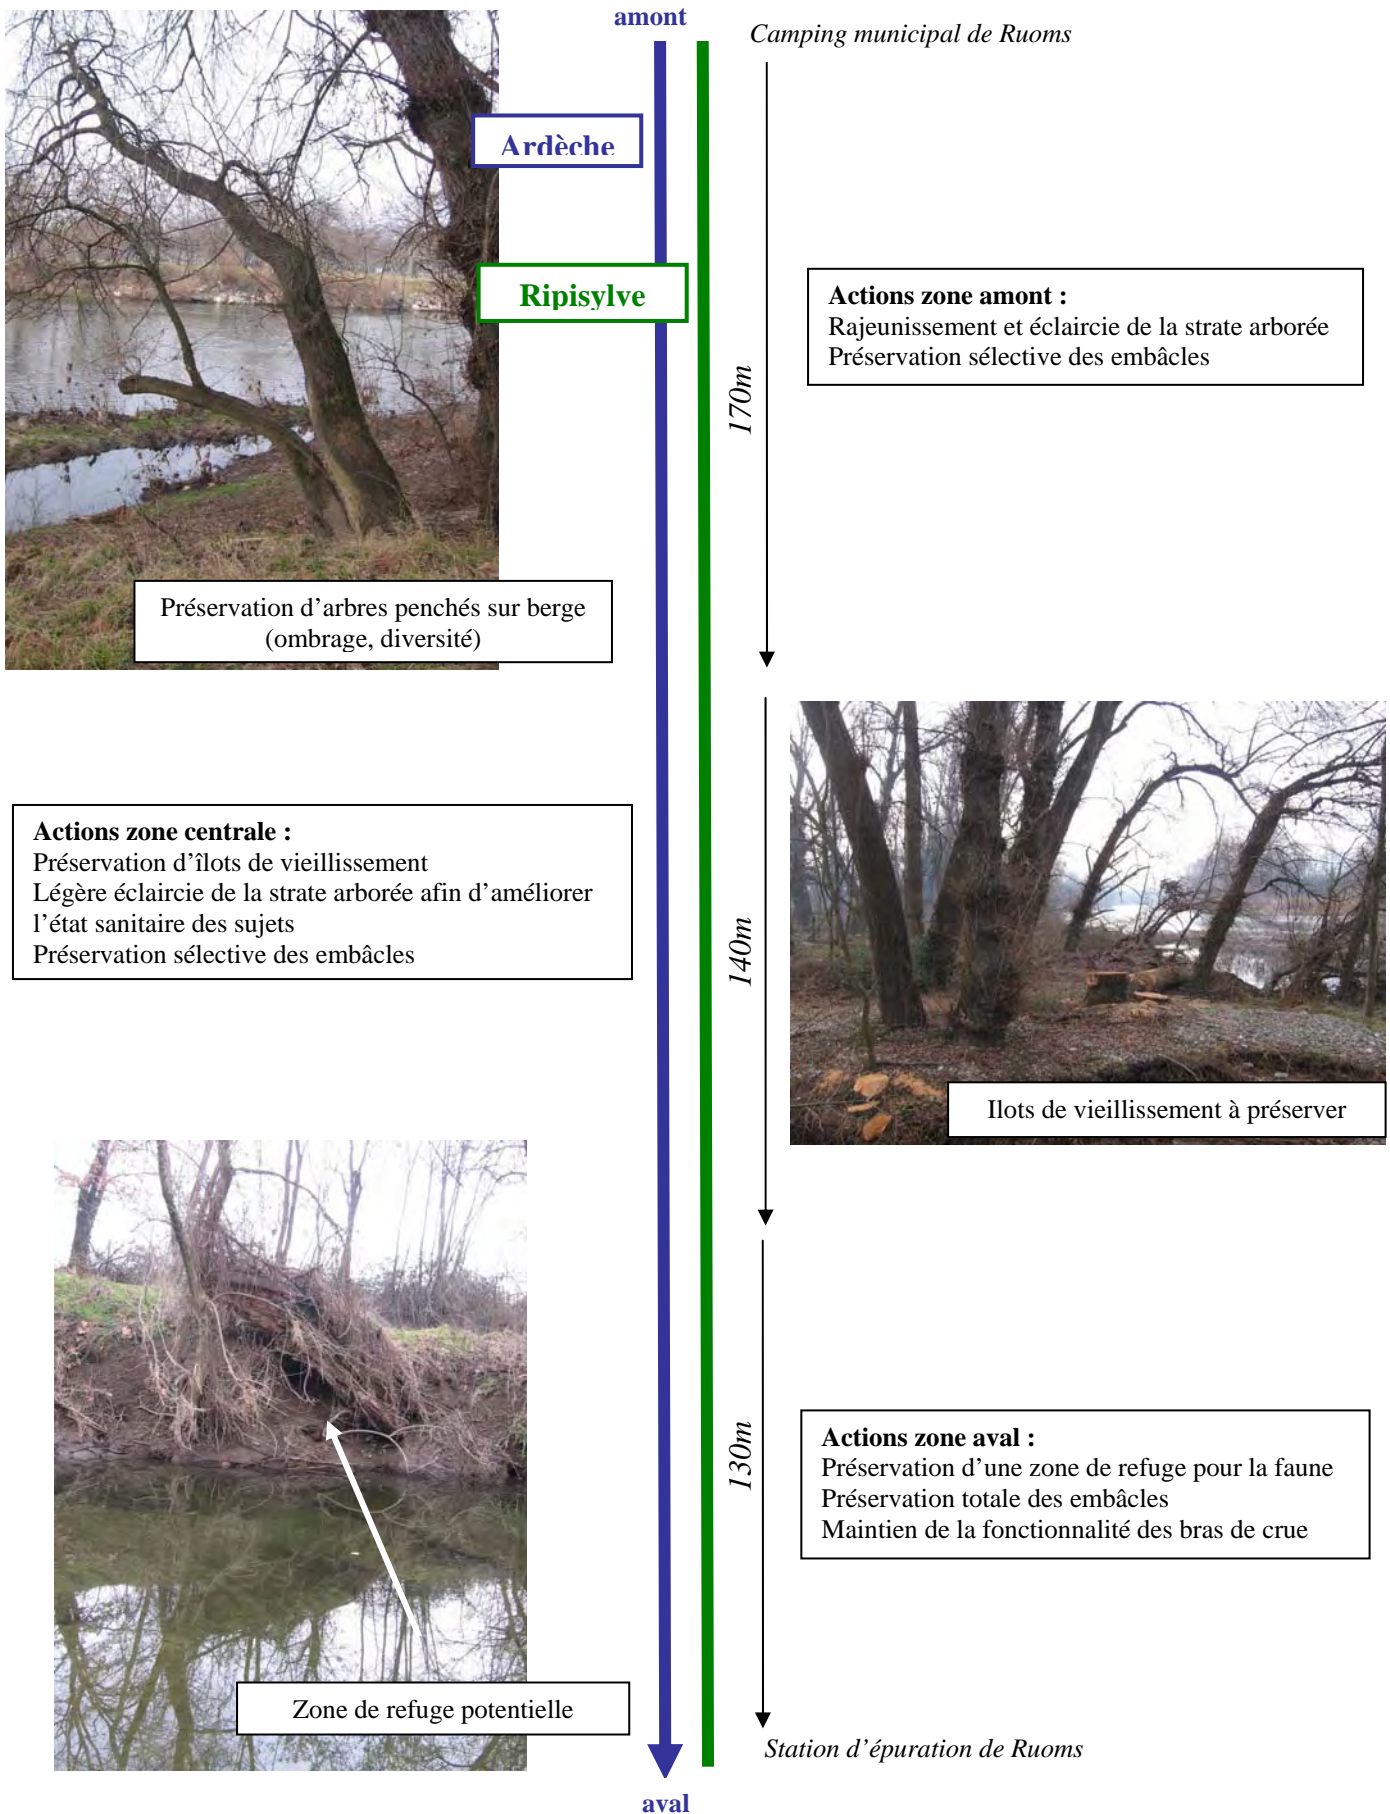 amont
Camping municipal de Ruoms
Ardèche
Ripisylve
Actions zone amont :
Rajeunissement et éclaircie de la strate arborée
Préservation sélective des embâcles
170m
Préservation d’arbres penchés sur berge
(ombrage, diversité)
Actions zone centrale :
Préservation d’îlots de vieillissement
Légère éclaircie de la strate arborée afin d’améliorer
l’état sanitaire des sujets
Préservation sélective des embâcles
140m
Ilots de vieillissement à préserver
130m
Actions zone aval :
Préservation d’une zone de refuge pour la faune
Préservation totale des embâcles
Maintien de la fonctionnalité des bras de crue
Zone de refuge potentielle
Station d’épuration de Ruoms
aval